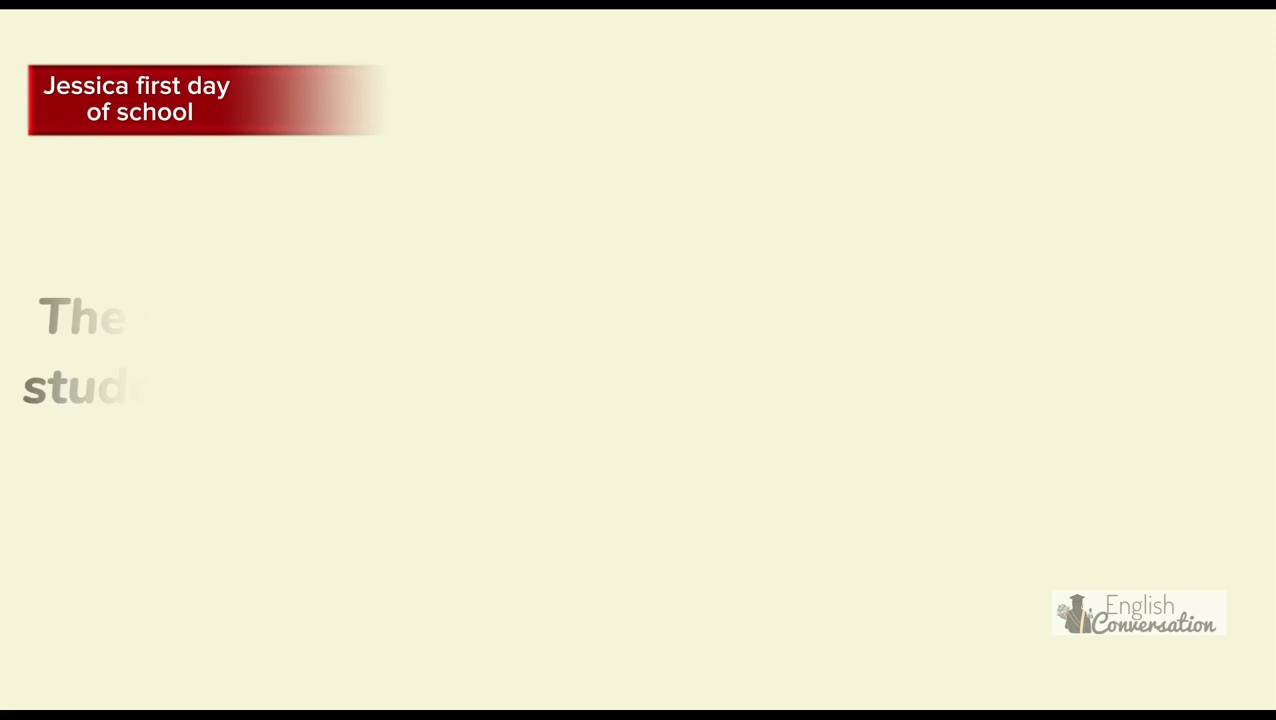 Jessica first day
of school
The
English
Conversation